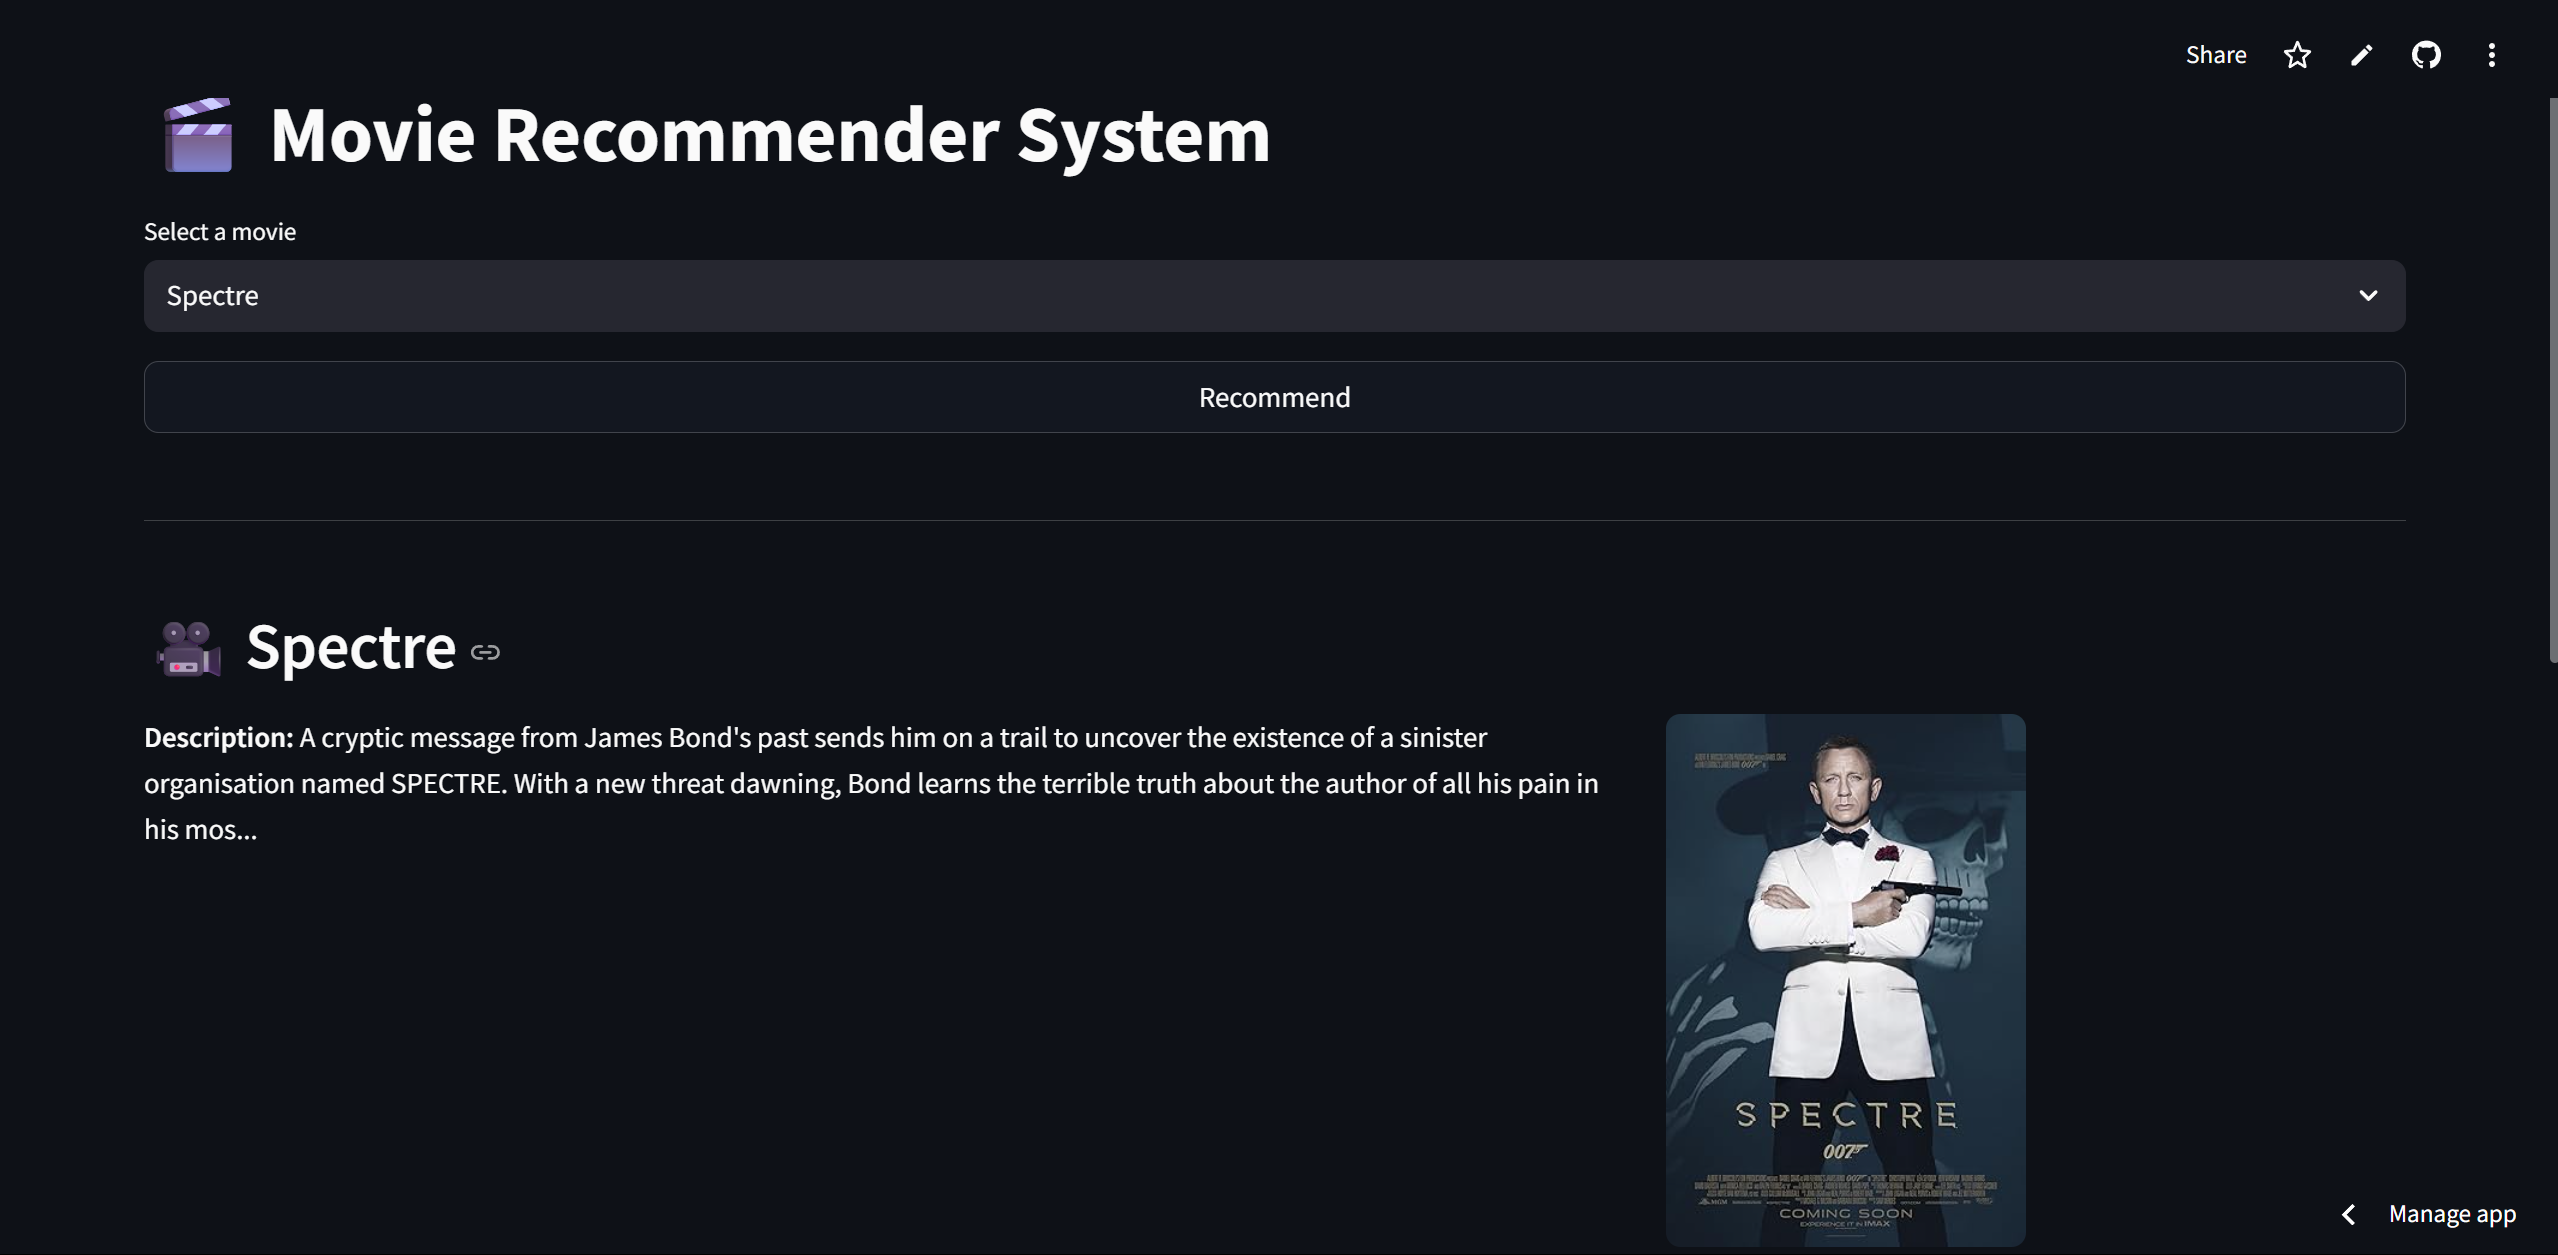 Share
Movie Recommender System
Select a movie
Spectre
Recommend
Spectre
Description: A cryptic message from James Bond's past sends him on a trail to uncover the existence of a sinister
organisation named SPECTRE. With a new threat dawning, Bond learns the terrible truth about the author of all his pain in
his mos...
SPECTRE
007
COMING SOON
EXPERIENCE IT IN IMAX
Manage app